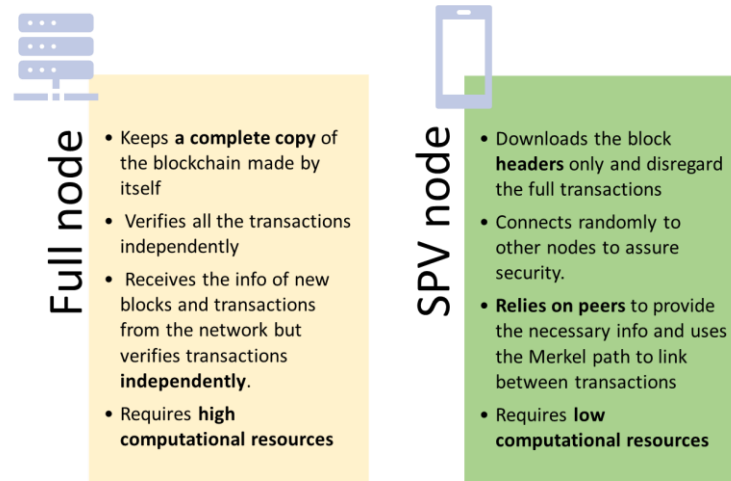 Full node
• Keeps a complete copy of
the blockchain made by
itself
• Verifies all the transactions
independently
• Receives the info of new
blocks and transactions
from the network but
verifies transactions
independently.
• Requires high
computational resources
SPV node
• Downloads the block
headers only and disregard
the full transactions
• Connects randomly to
other nodes to assure
security.
• Relies on peers to provide
the necessary info and uses
the Merkel path to link
between transactions
• Requires low
computational resources